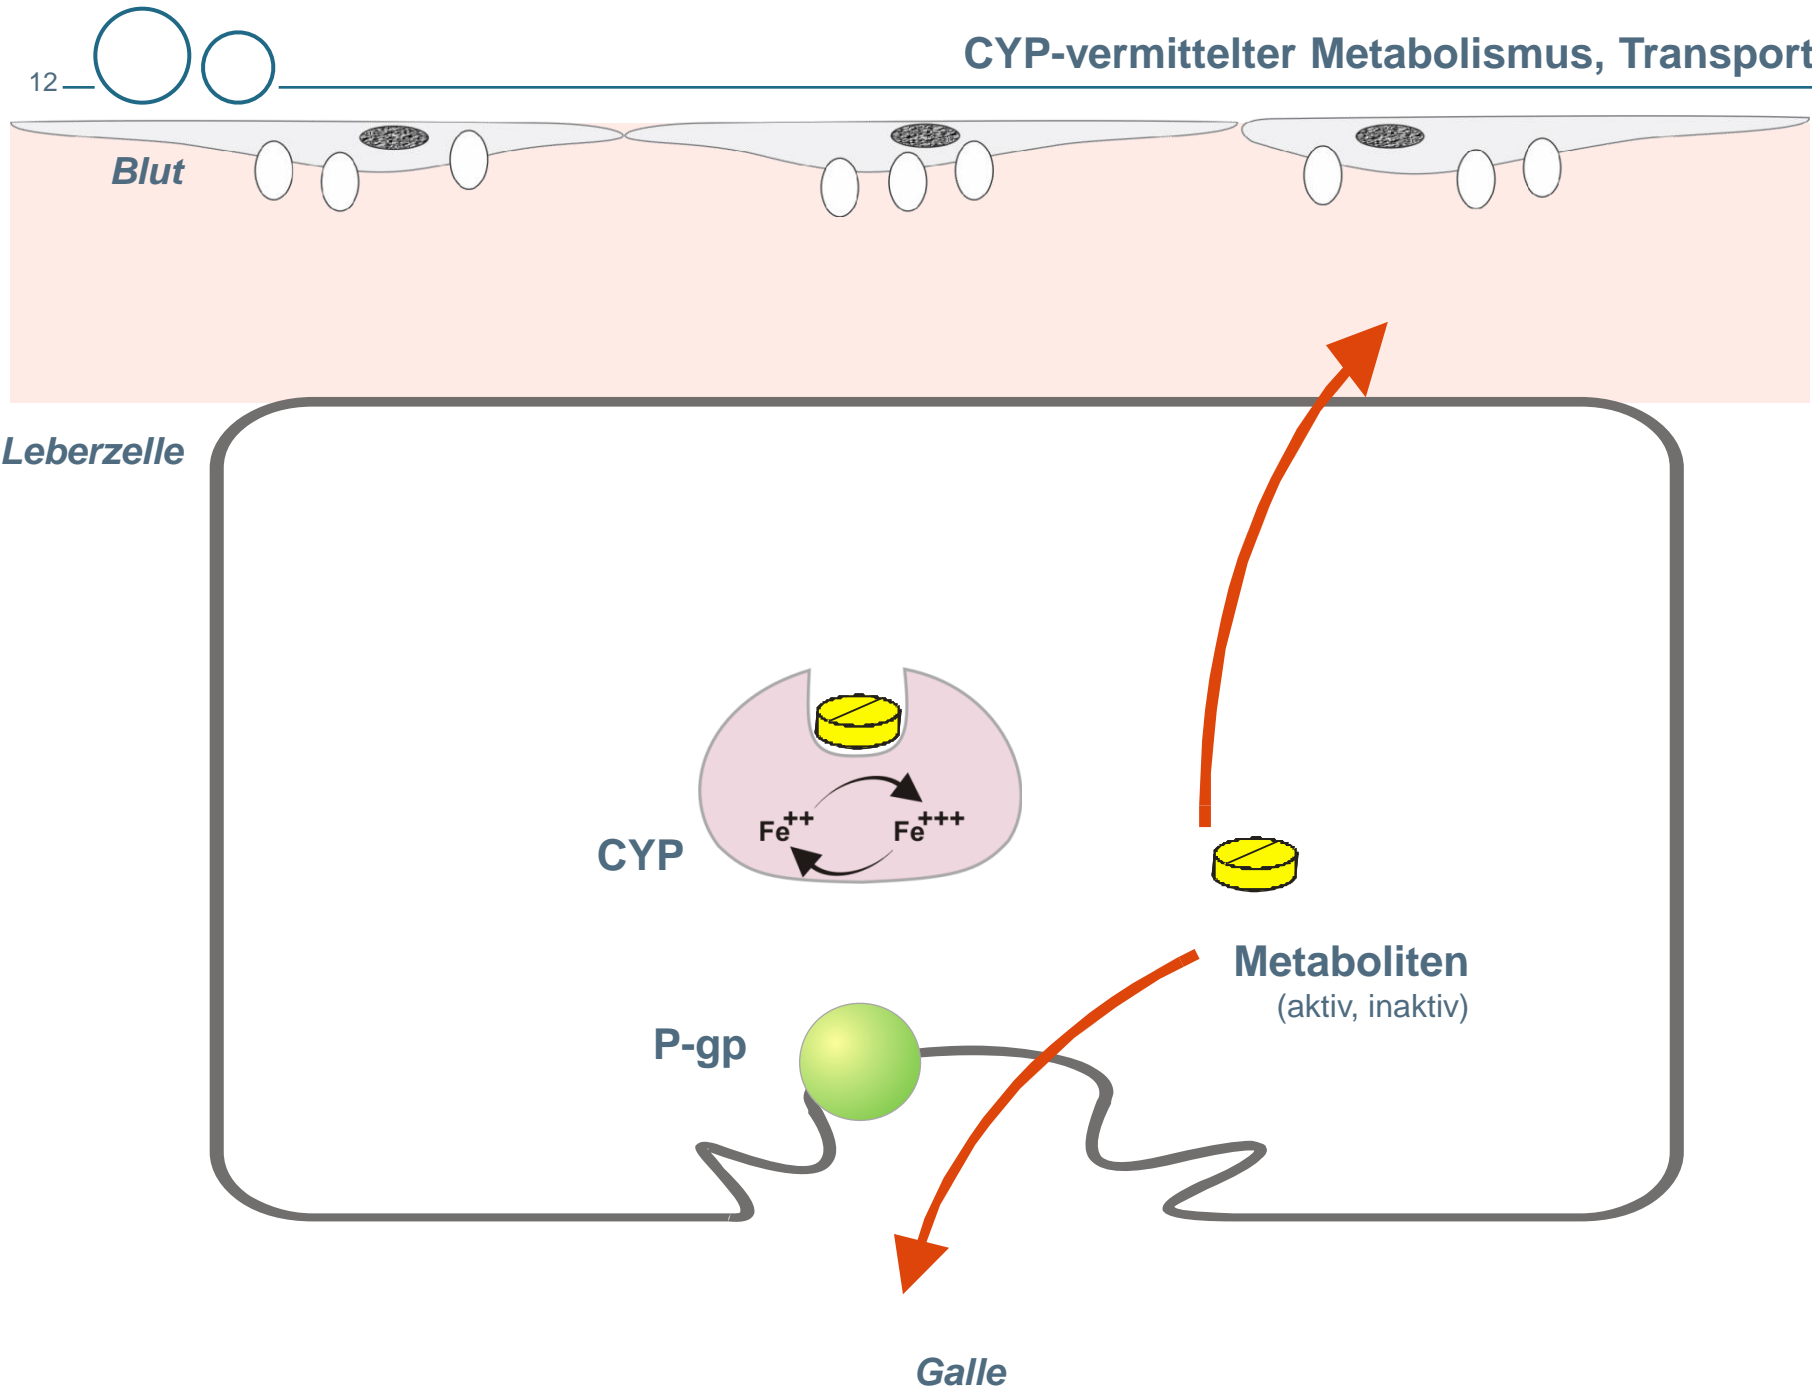 CYP-vermittelter Metabolismus, Transport
12
Blut
Leberzelle
Fe++ Fe+++
CYP
Metaboliten
(aktiv, inaktiv)
P-gp
Galle